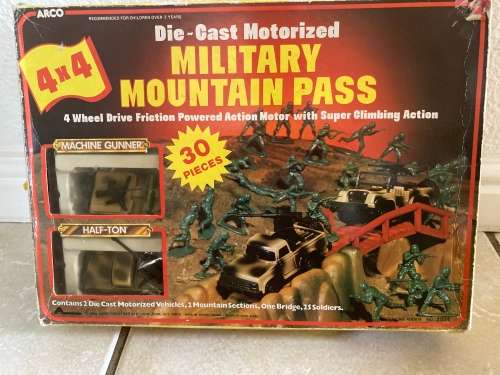 ARCO
RECOMMENDED FOR CHILDREN OVER 3 YEARS
Die-Cast Motorized
4x4
MILITARY
MOUNTAIN PASS
4 Wheel Drive Friction Powered Action Motor with Super Climbing Action
MACHINE GUNNER
30
PIECES
HALF-TON
Contains 2 Die Cast Motorized Vehicles, 2 Mountain Sections, One Bridge, 25 Soldiers.